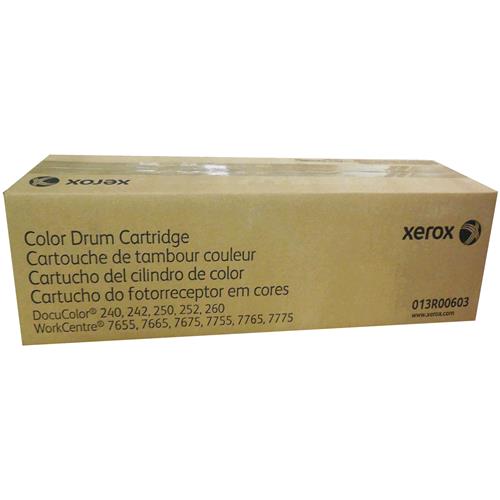 xerox
Color Drum Cartridge
Cartouche de tambour couleur
Cartucho del cilindro de color
Cartucho do fotorreceptor em cores
DocuColor® 240, 242, 250, 252, 260
WorkCentre® 7655, 7665, 7675, 7755, 7765, 7775
xerox
013R00603
www.xerox.com